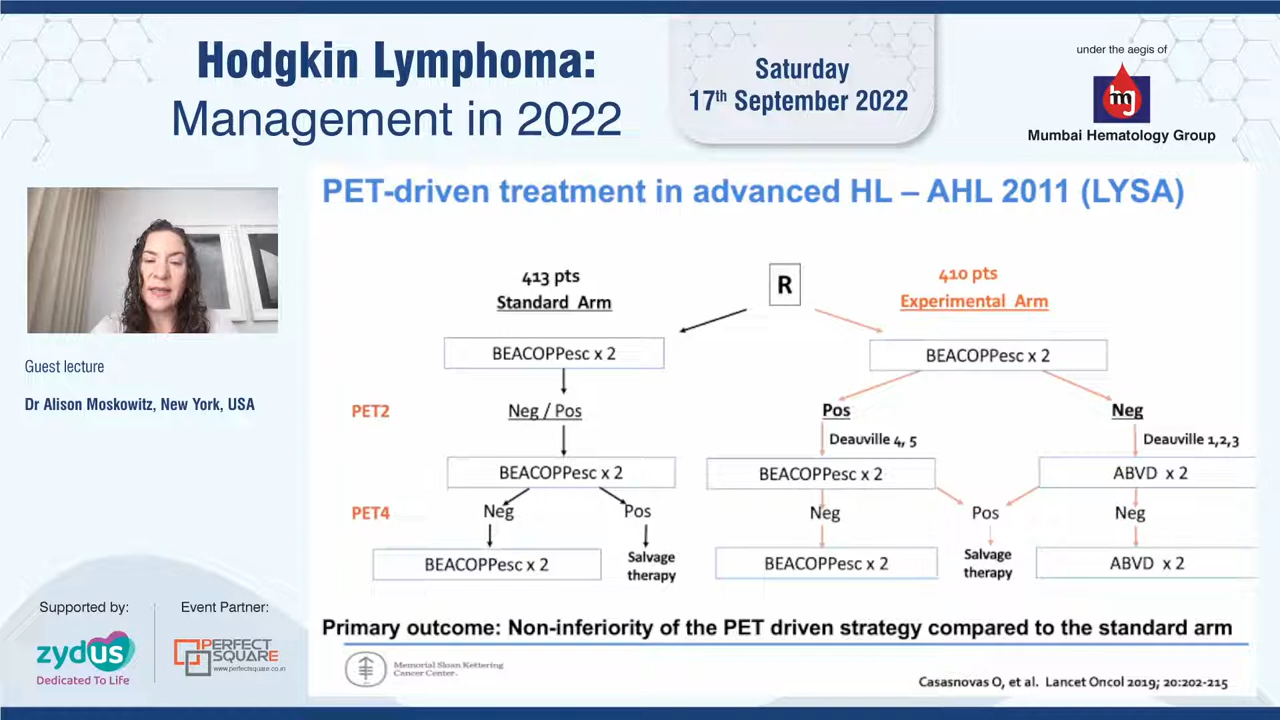 Hodgkin Lymphoma:
Management in 2022
Saturday
17th September 2022
under the aegis of
mg
Mumbai Hematology Group
Guest lecture
Dr Alison Moskowitz, New York, USA
PET-driven treatment in advanced HL – AHL 2011 (LYSA)
413 pts
Standard Arm
R
410 pts
Experimental Arm
BEACOPPesc x 2
BEACOPPesc x 2
PET2
Neg / Pos
Pos
Neg
Deauville 4, 5
Deauville 1,2,3
BEACOPPesc x 2
BEACOPPesc x 2
ABVD x 2
PET4
Neg
Pos
Neg
Pos
Neg
BEACOPPesc x 2
Salvage
therapy
BEACOPPesc x 2
Salvage
therapy
ABVD x 2
Primary outcome: Non-inferiority of the PET driven strategy compared to the standard arm
Memorial Sloan Kettering
Cancer Center.
Casasnovas O, et al. Lancet Oncol 2019; 20:202-215
Supported by:
zydus
Dedicated To Life
Event Partner:
PERFECT
SQUARE
www.perfectsquare.co.in